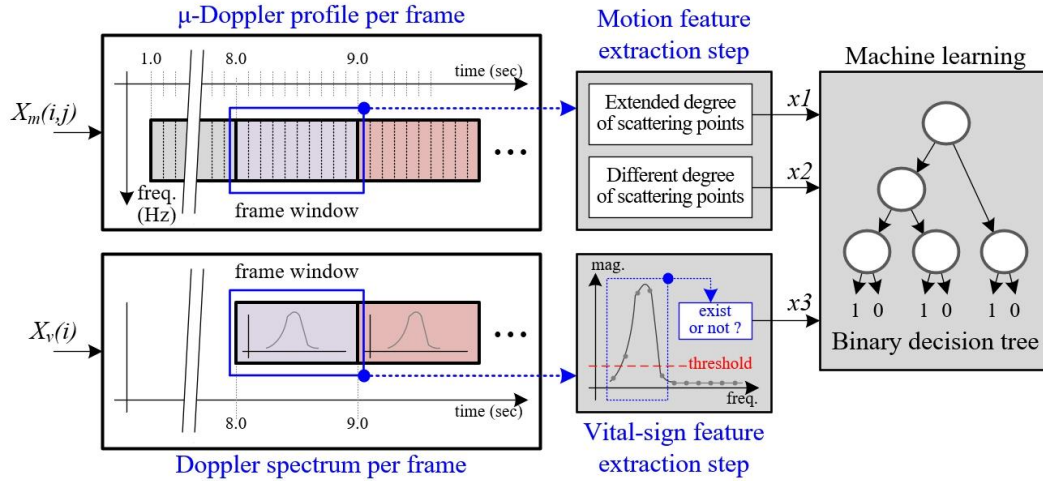 μ-Doppler profile per frame
Motion feature
extraction step
Machine learning
1.0
8.0
9.0
time (sec)
X_m(i,j)
freq.
(Hz)
frame window
...
Extended degree
of scattering points
Different degree
of scattering points
x1
x2
frame window
X_v(i)
...
time (sec)
8.0
9.0
mag.
exist
or not ?
threshold
freq.
x3
1 0 1 0 1 0
Binary decision tree
Doppler spectrum per frame
Vital-sign feature
extraction step